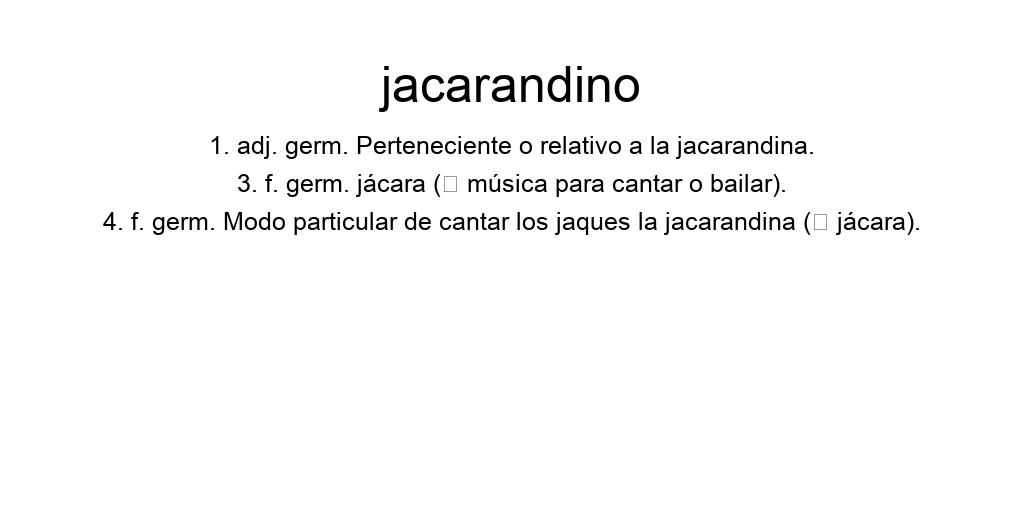 jacarandino
1. adj. germ. Perteneciente o relativo a la jacarandina.
3. f. germ. jácara (□ música para cantar o bailar).
4. f. germ. Modo particular de cantar los jaques la jacarandina (□ jácara).